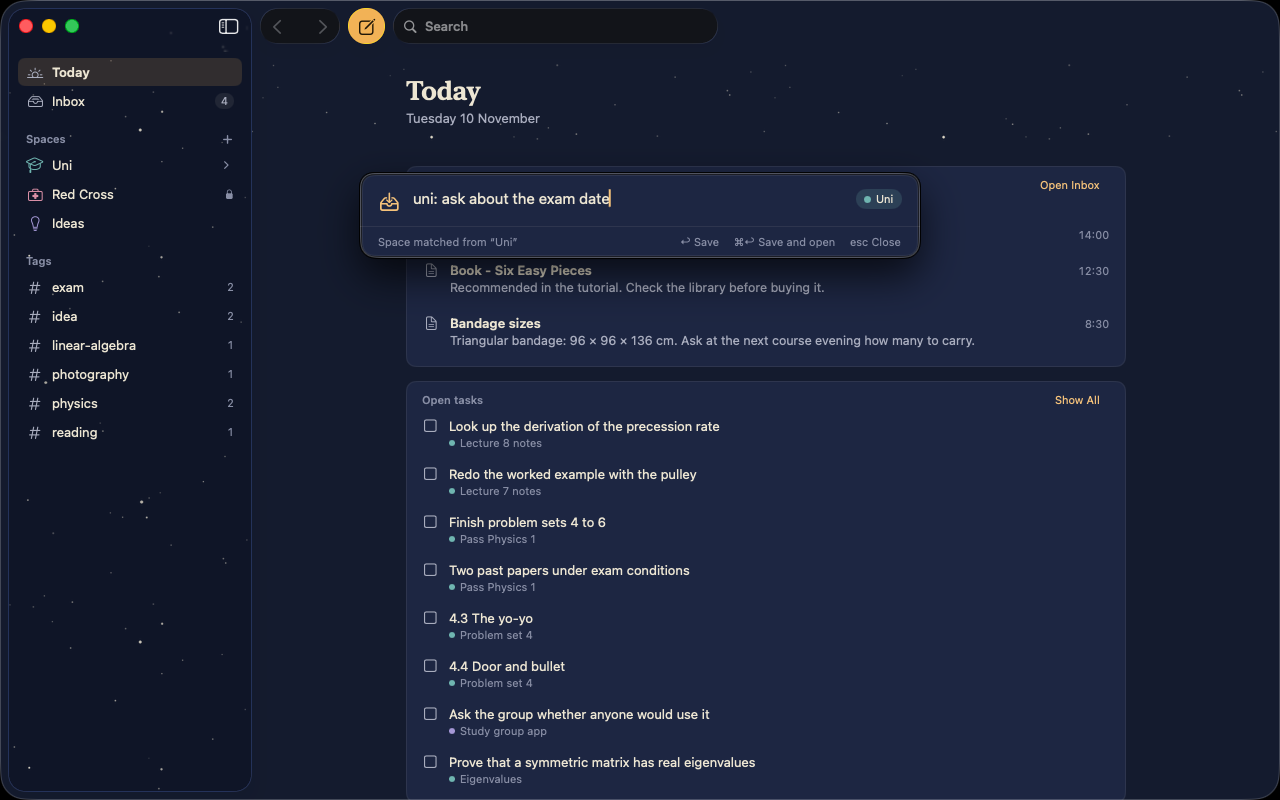 Search
Today
Inbox
4
Spaces
Uni
Red Cross
Ideas
Tags
exam
2
idea
2
linear-algebra
1
photography
1
physics
2
reading
1
Today
Tuesday 10 November
Open Inbox
uni: ask about the exam date
Uni
Space matched from “Uni”
↩ Save
⌘↩ Save and open
esc Close
14:00
Book - Six Easy Pieces
12:30
Recommended in the tutorial. Check the library before buying it.
Bandage sizes
8:30
Triangular bandage: 96 × 96 × 136 cm. Ask at the next course evening how many to carry.
Open tasks
Show All
Look up the derivation of the precession rate
Lecture 8 notes
Redo the worked example with the pulley
Lecture 7 notes
Finish problem sets 4 to 6
Pass Physics 1
Two past papers under exam conditions
Pass Physics 1
4.3 The yo-yo
Problem set 4
4.4 Door and bullet
Problem set 4
Ask the group whether anyone would use it
Study group app
Prove that a symmetric matrix has real eigenvalues
Eigenvalues